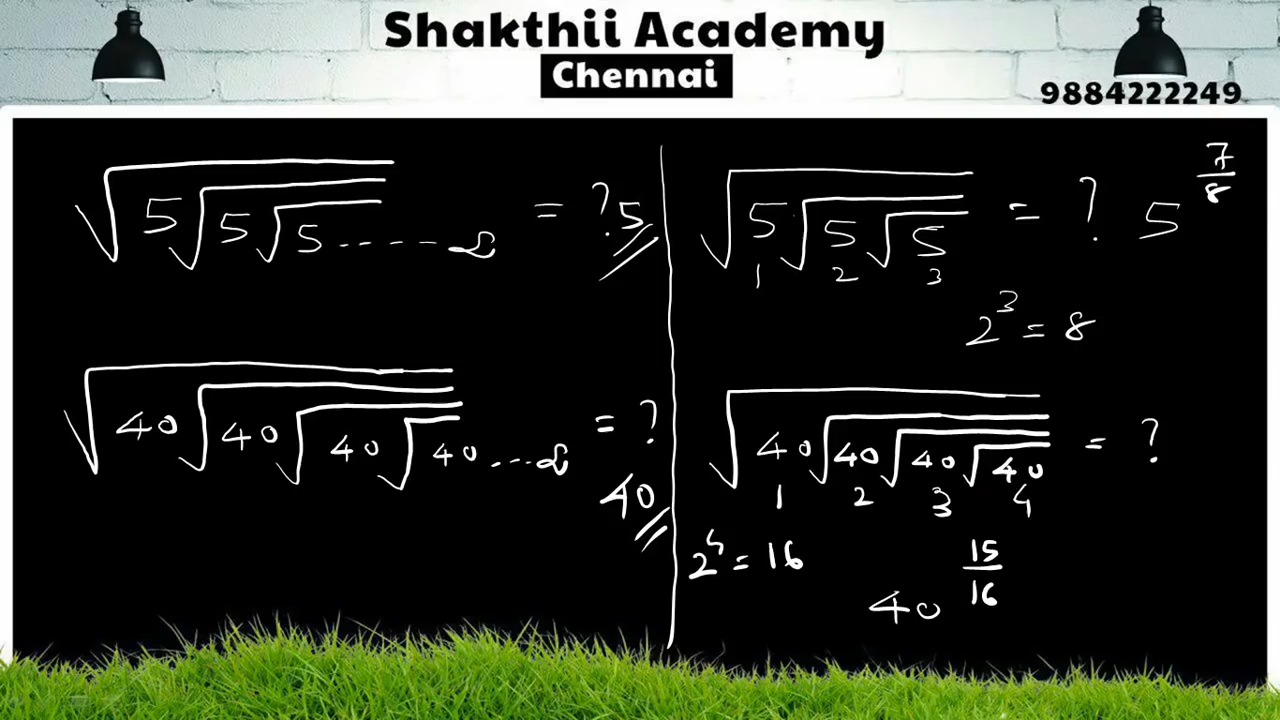 Shakthii Academy
Chennai
9884222249
√5√5√5.....∞ = ? 5
√40√40√40√40...∞ = ?
40
√5√5√5 = ? 5^7/8
1 2 3
2^3 = 8
√40√40√40√40 = ?
1 2 3 4
2^4 = 16
40^15/16